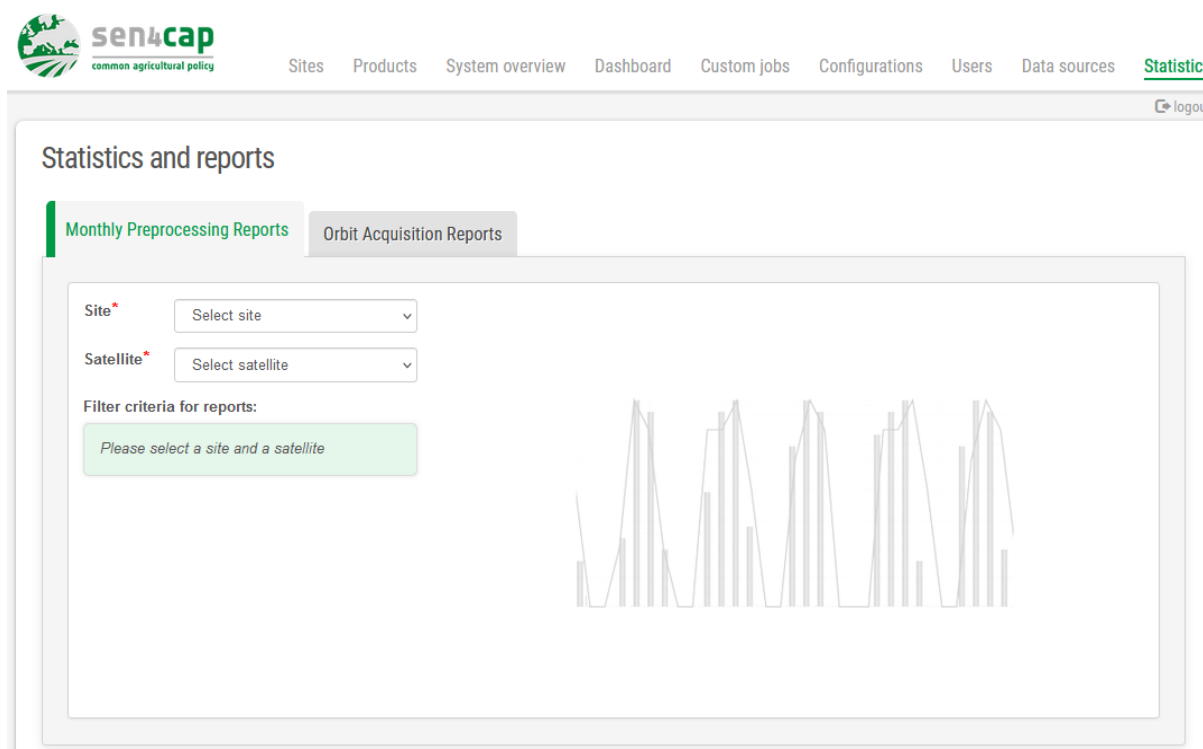 sen4cap
common agricultural policy
Sites Products System overview Dashboard Custom jobs Configurations Users Data sources Statistic
logou
Statistics and reports
Monthly Preprocessing Reports Orbit Acquisition Reports
Site* Select site
Satellite* Select satellite
Filter criteria for reports:
Please select a site and a satellite